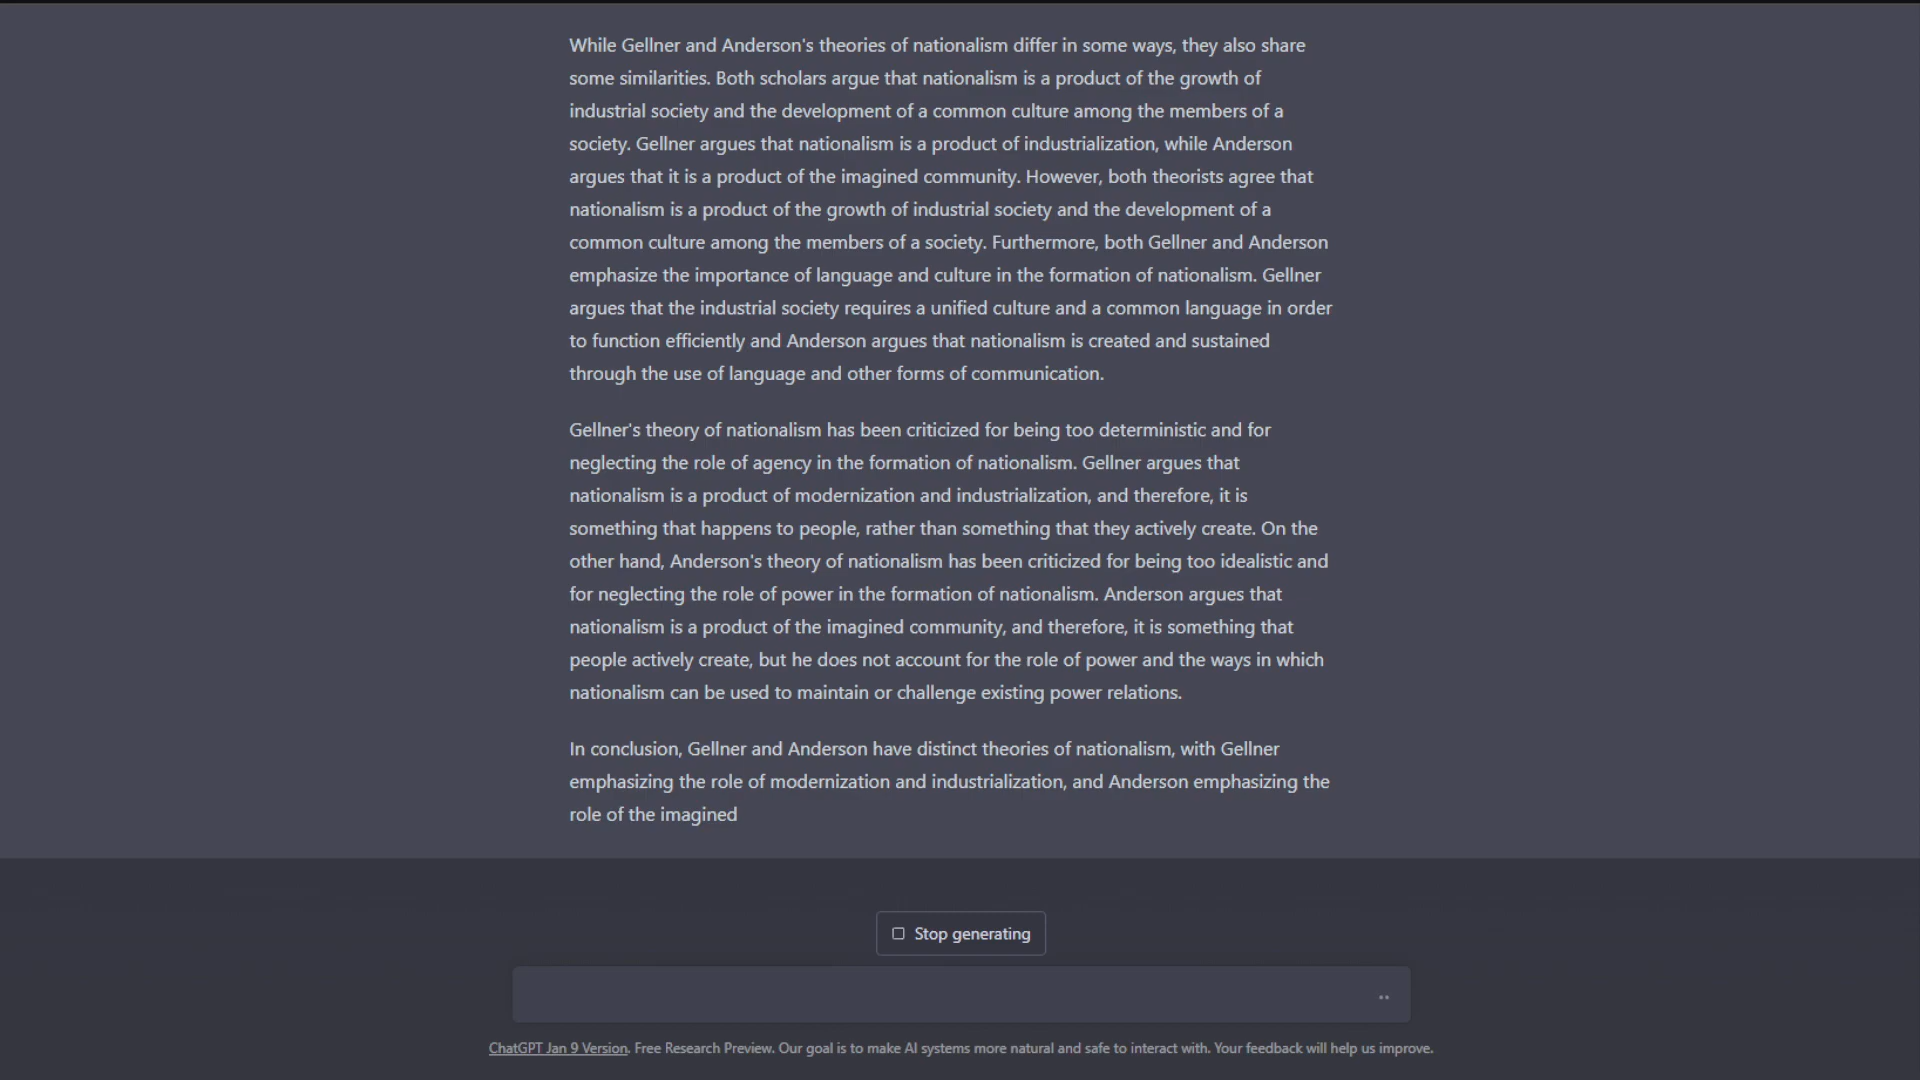 While Gellner and Anderson's theories of nationalism differ in some ways, they also share
some similarities. Both scholars argue that nationalism is a product of the growth of
industrial society and the development of a common culture among the members of a
society. Gellner argues that nationalism is a product of industrialization, while Anderson
argues that it is a product of the imagined community. However, both theorists agree that
nationalism is a product of the growth of industrial society and the development of a
common culture among the members of a society. Furthermore, both Gellner and Anderson
emphasize the importance of language and culture in the formation of nationalism. Gellner
argues that the industrial society requires a unified culture and a common language in order
to function efficiently and Anderson argues that nationalism is created and sustained
through the use of language and other forms of communication.
Gellner's theory of nationalism has been criticized for being too deterministic and for
neglecting the role of agency in the formation of nationalism. Gellner argues that
nationalism is a product of modernization and industrialization, and therefore, it is
something that happens to people, rather than something that they actively create. On the
other hand, Anderson's theory of nationalism has been criticized for being too idealistic and
for neglecting the role of power in the formation of nationalism. Anderson argues that
nationalism is a product of the imagined community, and therefore, it is something that
people actively create, but he does not account for the role of power and the ways in which
nationalism can be used to maintain or challenge existing power relations.
In conclusion, Gellner and Anderson have distinct theories of nationalism, with Gellner
emphasizing the role of modernization and industrialization, and Anderson emphasizing the
role of the imagined
Stop generating
ChatGPT Jan 9 Version. Free Research Preview. Our goal is to make AI systems more natural and safe to interact with. Your feedback will help us improve.